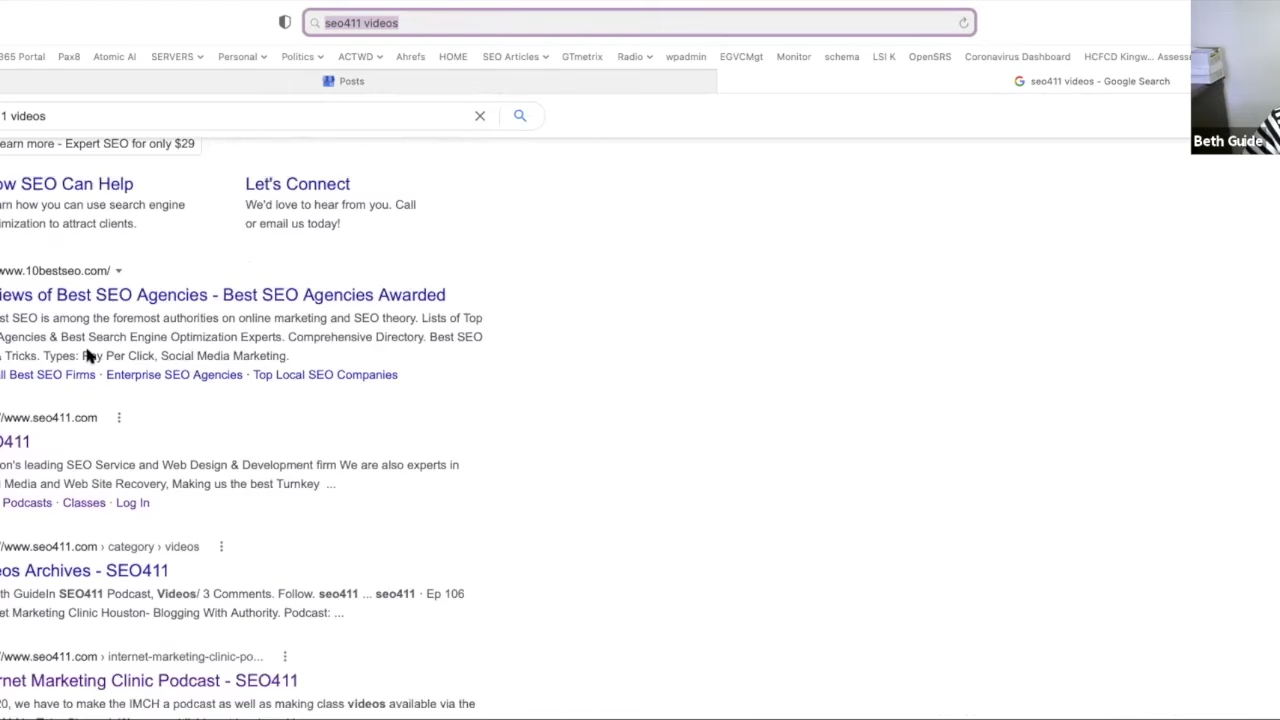 seo411 videos
365 Portal Pax8 Atomic AI SERVERS Personal Politics ACTWD Ahrefs HOME SEO Articles GTmetrix Radio wpadmin EGVCMgt Monitor schema LSI K OpenSRS Coronavirus Dashboard HCFCD Kingw... Assess
Posts
seo411 videos - Google Search
1 videos
Beth Guide
earn more - Expert SEO for only $29
ow SEO Can Help
Let's Connect
rn how you can use search engine
We'd love to hear from you. Call
imization to attract clients.
or email us today!
www.10bestseo.com/
iews of Best SEO Agencies - Best SEO Agencies Awarded
st SEO is among the foremost authorities on online marketing and SEO theory. Lists of Top
Agencies & Best Search Engine Optimization Experts. Comprehensive Directory. Best SEO
& Tricks. Types: Pay Per Click, Social Media Marketing.
ll Best SEO Firms · Enterprise SEO Agencies · Top Local SEO Companies
//www.seo411.com
O411
on's leading SEO Service and Web Design & Development firm We are also experts in
l Media and Web Site Recovery, Making us the best Turnkey ...
Podcasts · Classes · Log In
//www.seo411.com › category › videos
eos Archives - SEO411
th GuideIn SEO411 Podcast, Videos/ 3 Comments. Follow. seo411 ... seo411 · Ep 106
et Marketing Clinic Houston- Blogging With Authority. Podcast: ...
//www.seo411.com › internet-marketing-clinic-po...
rnet Marketing Clinic Podcast - SEO411
20, we have to make the IMCH a podcast as well as making class videos available via the